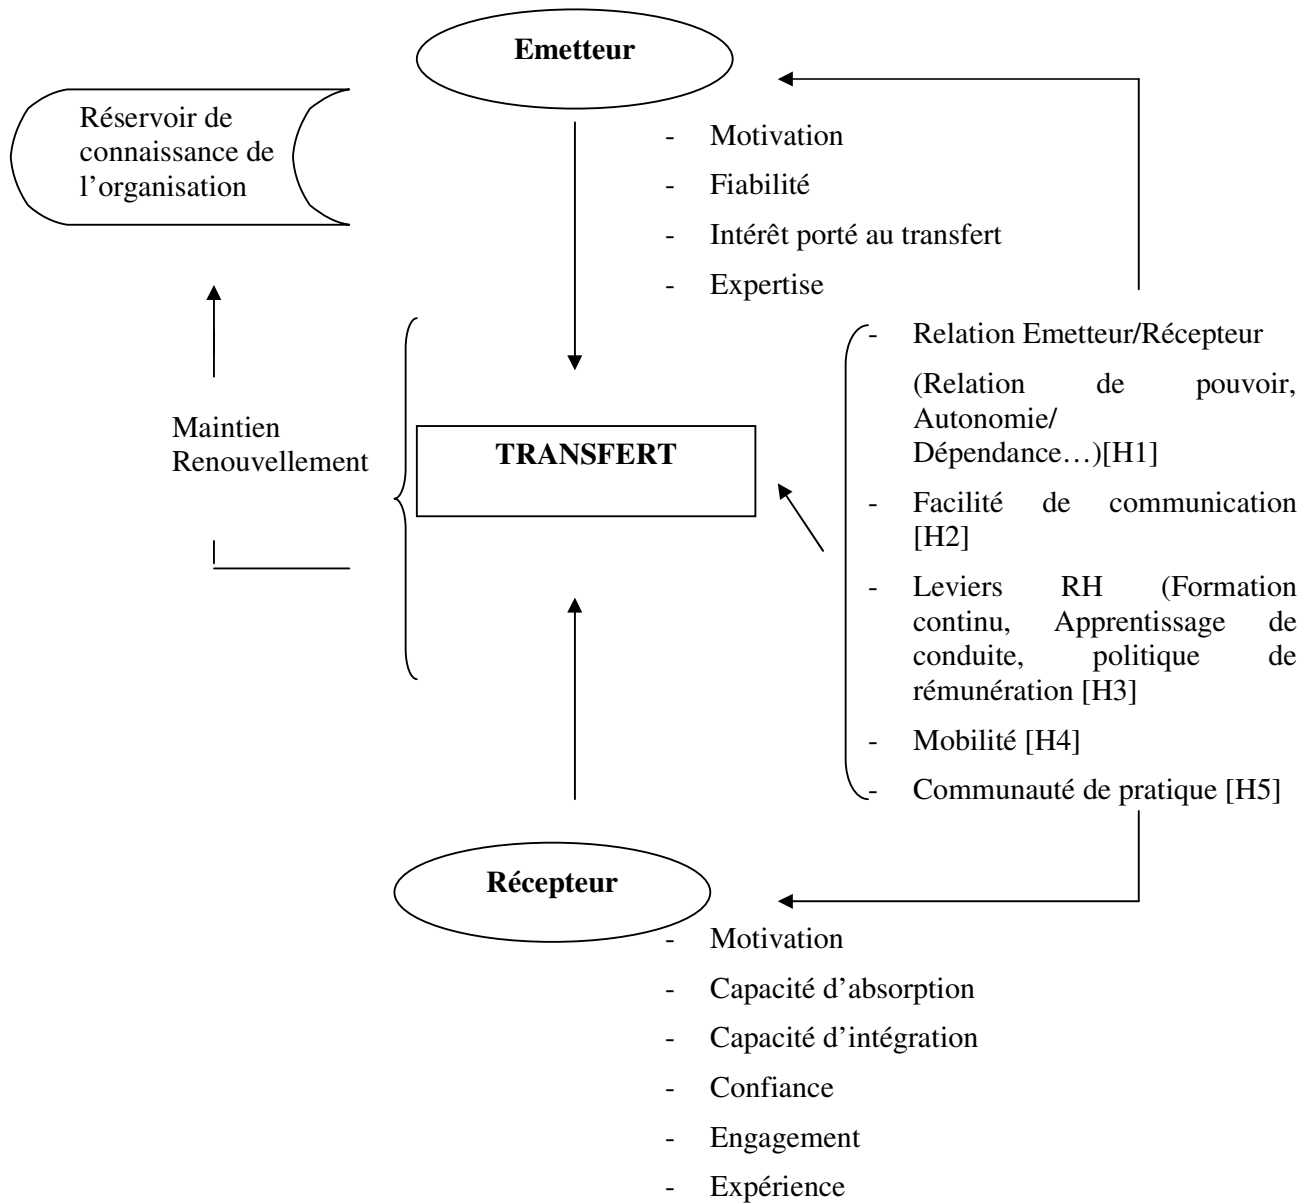 Emetteur
Réservoir de
connaissance de
l’organisation
- Motivation
- Fiabilité
- Intérêt porté au transfert
- Expertise
- Relation Emetteur/Récepteur
(Relation de pouvoir,
Autonomie/
Dépendance…)[H1]
- Facilité de communication
[H2]
- Leviers RH (Formation
continu, Apprentissage de
conduite, politique de
rémunération [H3]
- Mobilité [H4]
- Communauté de pratique [H5]
Maintien
Renouvellement
TRANSFERT
Récepteur
- Motivation
- Capacité d’absorption
- Capacité d’intégration
- Confiance
- Engagement
- Expérience